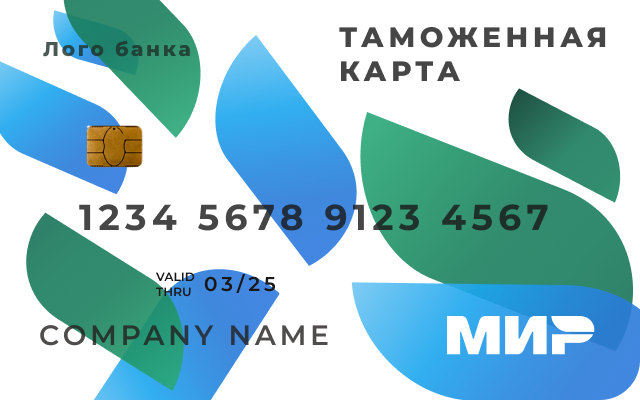 Лого банка
ТАМОЖЕННАЯ
КАРТА
1234 5678 9123 4567
VALID
THRU 03/25
COMPANY NAME
МИР